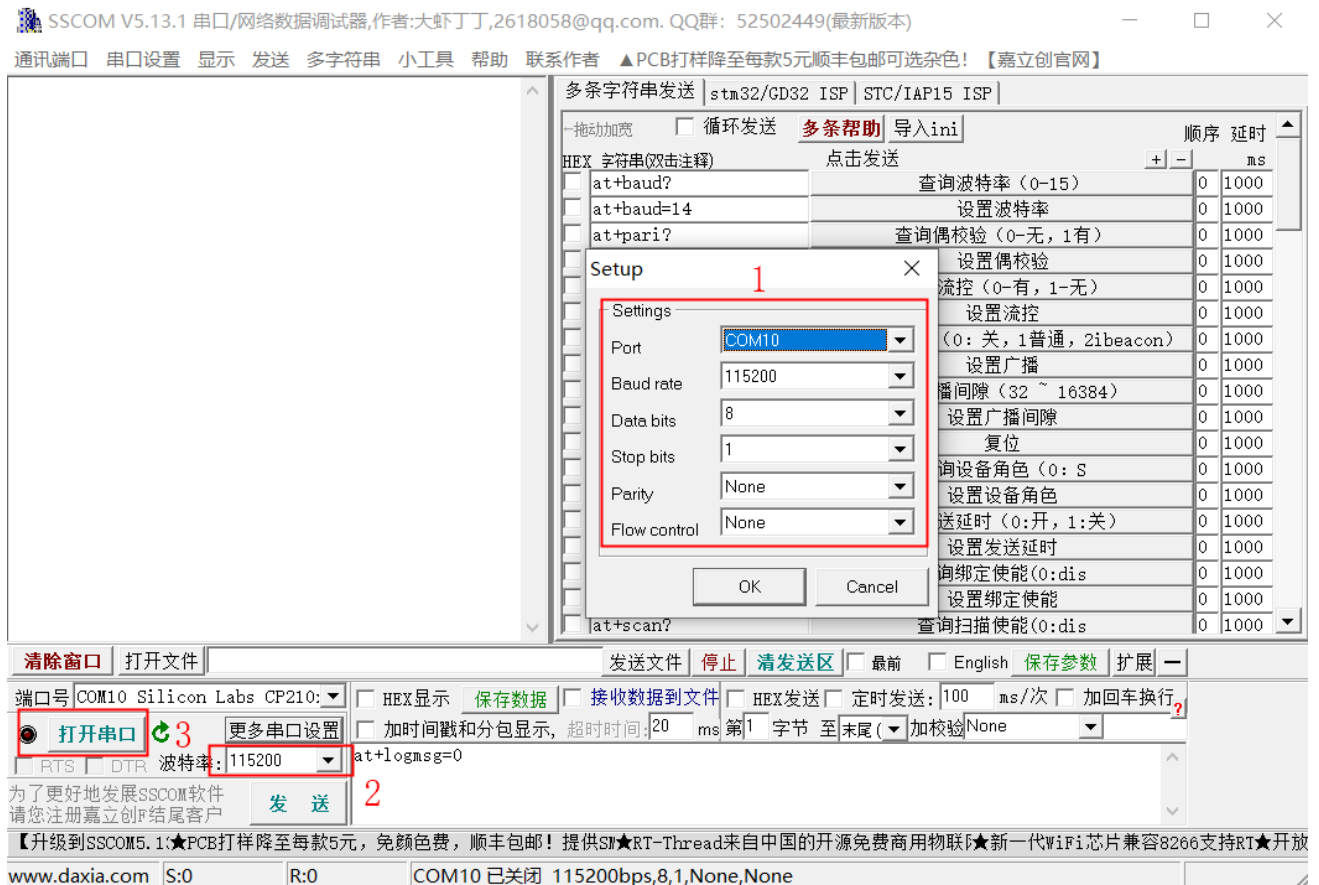 SSCOM V5.13.1 串口/网络数据调试器,作者:大虾丁丁,2618058@qq.com. QQ群: 52502449(最新版本)
通讯端口 串口设置 显示 发送 多字符串 小工具 帮助 联系作者 ▲PCB打样降至每款5元顺丰包邮可选杂色!【嘉立创官网】
多条字符串发送 stm32/GD32 ISP STC/IAP15 ISP
←拖动加宽 循环发送 多条帮助 导入ini 顺序 延时
HEX 字符串(双击注释) 点击发送 + - ms
at+baud? 查询波特率（0-15） 0 1000
at+baud=14 设置波特率 0 1000
at+pari? 查询偶校验（0-无，1有） 0 1000
设置偶校验 0 1000
流控（0-有，1-无） 0 1000
设置流控 0 1000
（0: 关，1普通，2ibeacon） 0 1000
设置广播 0 1000
播间隙（32 ~ 16384） 0 1000
设置广播间隙 0 1000
复位 0 1000
询设备角色（0: S 0 1000
设置设备角色 0 1000
送延时（0:开，1:关） 0 1000
设置发送延时 0 1000
询绑定使能(0:dis 0 1000
设置绑定使能 0 1000
at+scan? 查询扫描使能(0:dis 0 1000
Setup
1
Settings
Port COM10
Baud rate 115200
Data bits 8
Stop bits 1
Parity None
Flow control None
OK Cancel
清除窗口 打开文件 发送文件 停止 清发送区 最前 English 保存参数 扩展 —
端口号 COM10 Silicon Labs CP210: HEX显示 保存数据 接收数据到文件 HEX发送 定时发送: 100 ms/次 加回车换行 ?
打开串口 3 更多串口设置 加时间戳和分包显示, 超时时间: 20 ms 第1 字节 至 末尾( 加校验 None
RTS DTR 波特率: 115200 at+logmsg=0
2
为了更好地发展SSCOM软件
请您注册嘉立创F结尾客户
发 送
【升级到SSCOM5.1:★PCB打样降至每款5元，免颜色费，顺丰包邮! 提供SM★RT-Thread来自中国的开源免费商用物联★新一代WiFi芯片兼容8266支持RT★开放
www.daxia.com S:0 R:0 COM10 已关闭 115200bps,8,1,None,None